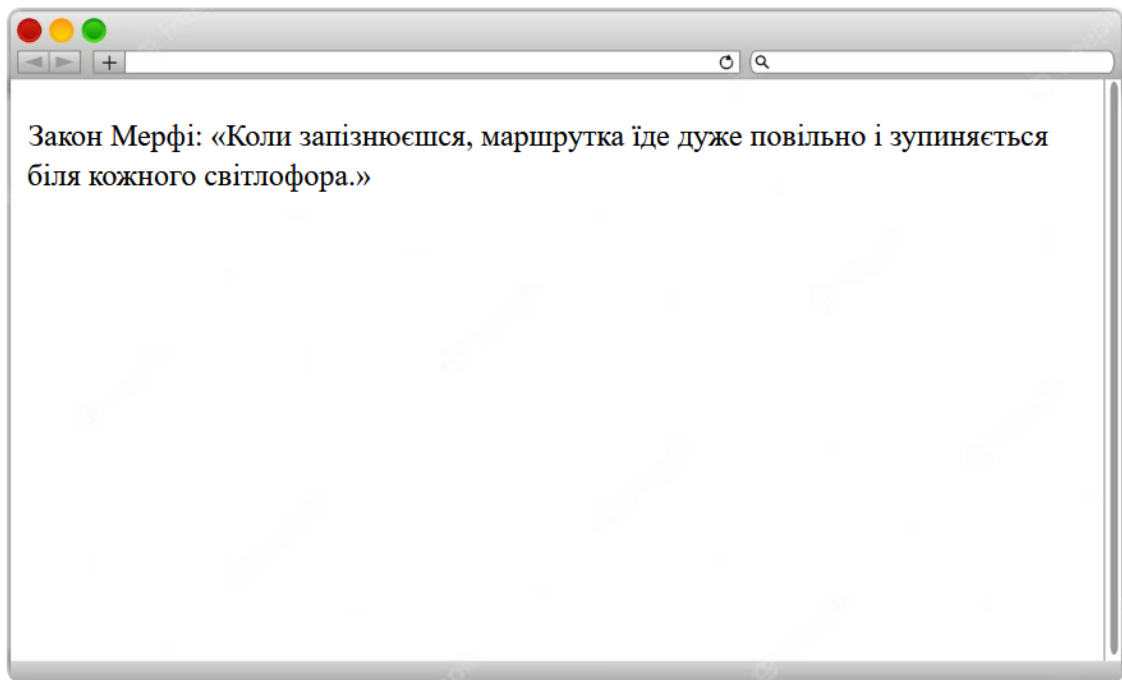 Закон Мерфі: «Коли запізнюєшся, маршрутка їде дуже повільно і зупиняється
біля кожного світлофора.»